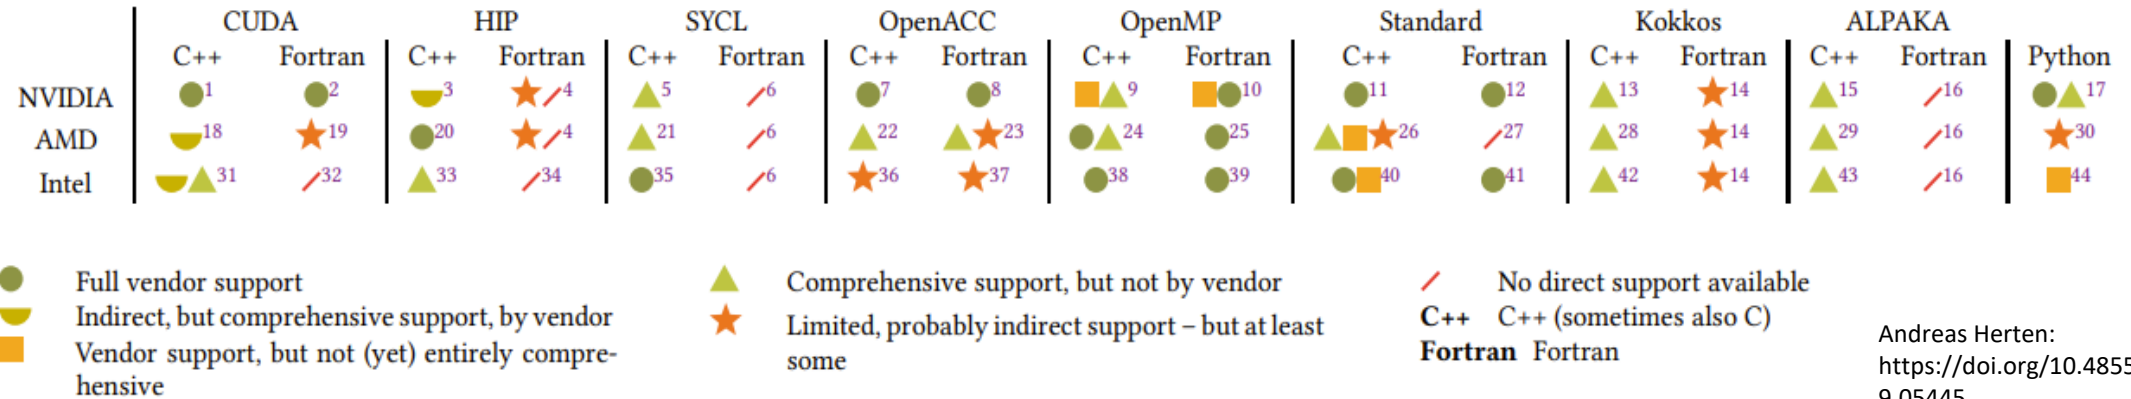 CUDA HIP SYCL OpenACC OpenMP Standard Kokkos ALPAKA
C++ Fortran C++ Fortran C++ Fortran C++ Fortran C++ Fortran C++ Fortran C++ Fortran C++ Fortran Python
NVIDIA 1 2 3 4 5 6 7 8 9 10 11 12 13 14 15 16 17
AMD 18 19 20 4 21 6 22 23 24 25 26 27 28 14 29 16 30
Intel 31 32 33 34 35 6 36 37 38 39 40 41 42 14 43 16 44
Full vendor support
Indirect, but comprehensive support, by vendor
Vendor support, but not (yet) entirely compre-
hensive
Comprehensive support, but not by vendor
Limited, probably indirect support – but at least
some
No direct support available
C++ C++ (sometimes also C)
Fortran Fortran
Andreas Herten:
https://doi.org/10.4855
9.05445